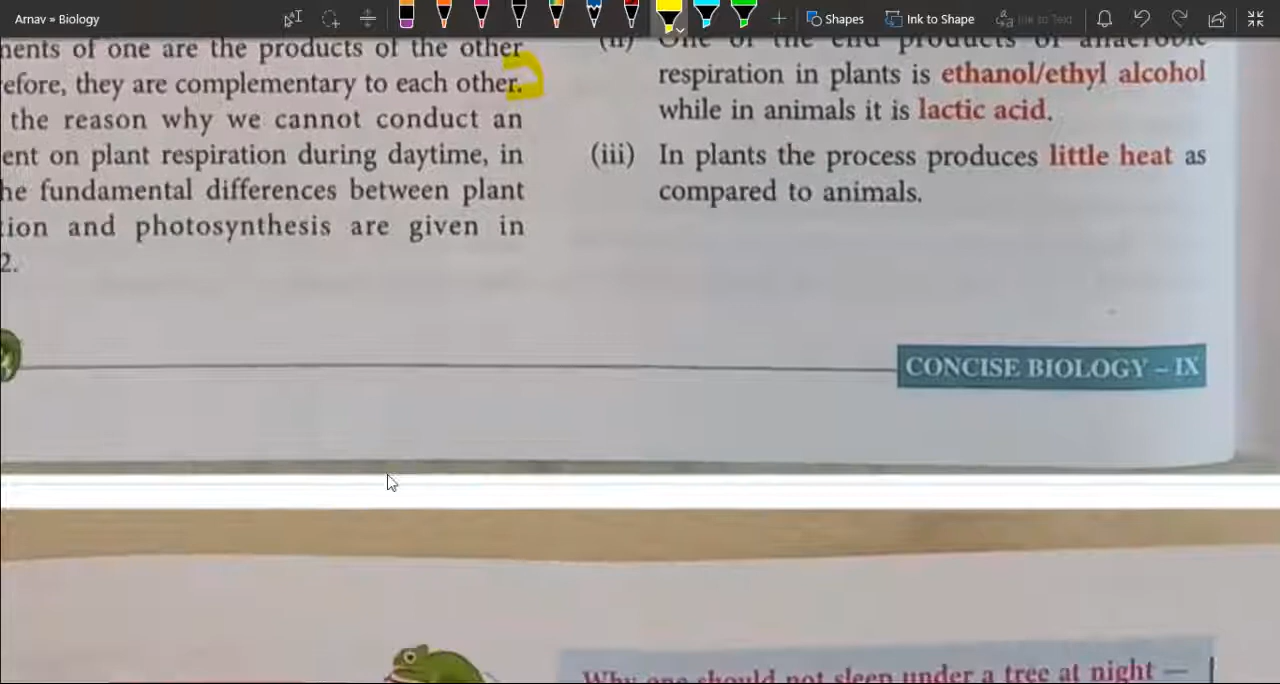 Arnav » Biology
Shapes
Ink to Shape
Ink to Text
ents of one are the products of the other
efore, they are complementary to each other.
the reason why we cannot conduct an
ent on plant respiration during daytime, in
he fundamental differences between plant
tion and photosynthesis are given in
2.
(ii) One of the end products of anaerobic
respiration in plants is ethanol/ethyl alcohol
while in animals it is lactic acid.
(iii) In plants the process produces little heat as
compared to animals.
CONCISE BIOLOGY – IX
Why one should not sleep under a tree at night —